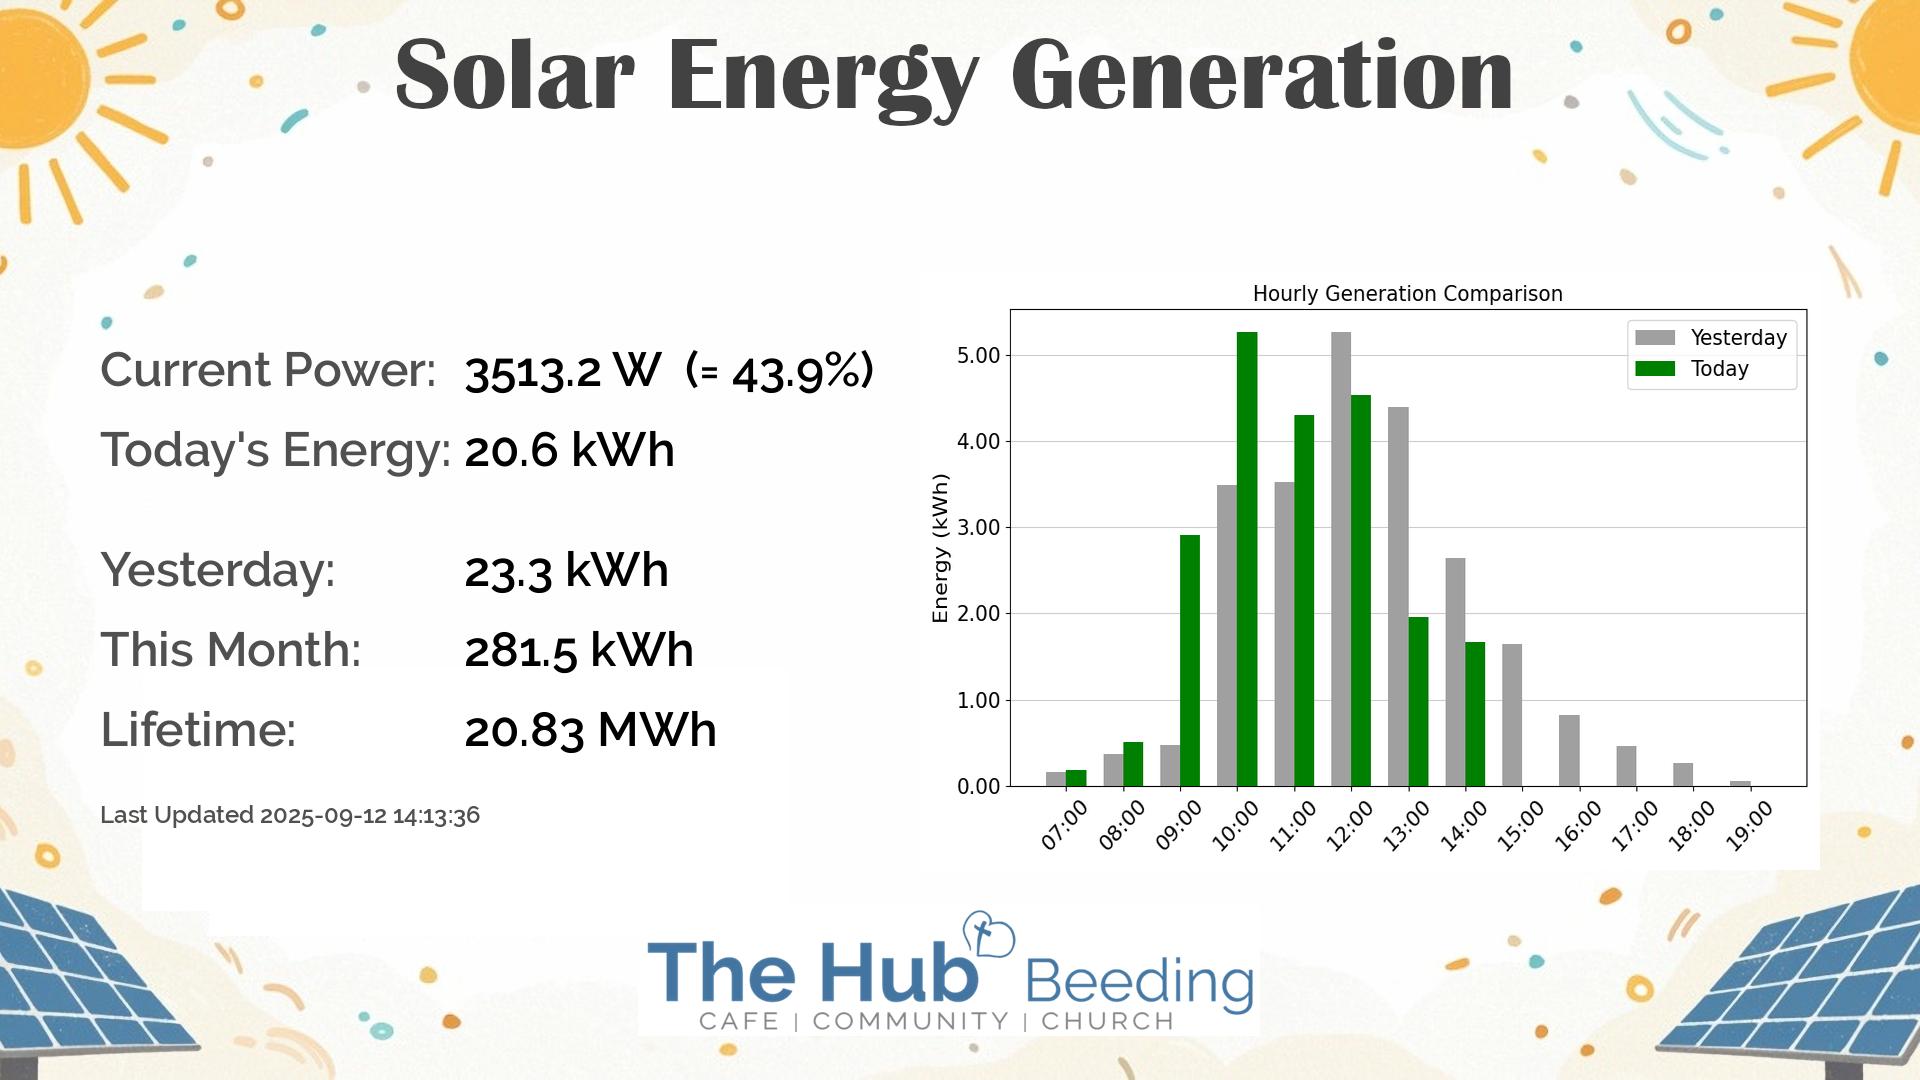 Solar Energy Generation
Current Power: 3513.2 W (= 43.9%)
Today's Energy: 20.6 kWh
Yesterday: 23.3 kWh
This Month: 281.5 kWh
Lifetime: 20.83 MWh
Last Updated 2025-09-12 14:13:36
Hourly Generation Comparison
Yesterday
Today
Energy (kWh)
5.00
4.00
3.00
2.00
1.00
0.00
07:00 08:00 09:00 10:00 11:00 12:00 13:00 14:00 15:00 16:00 17:00 18:00 19:00
The Hub Beeding
CAFE | COMMUNITY | CHURCH